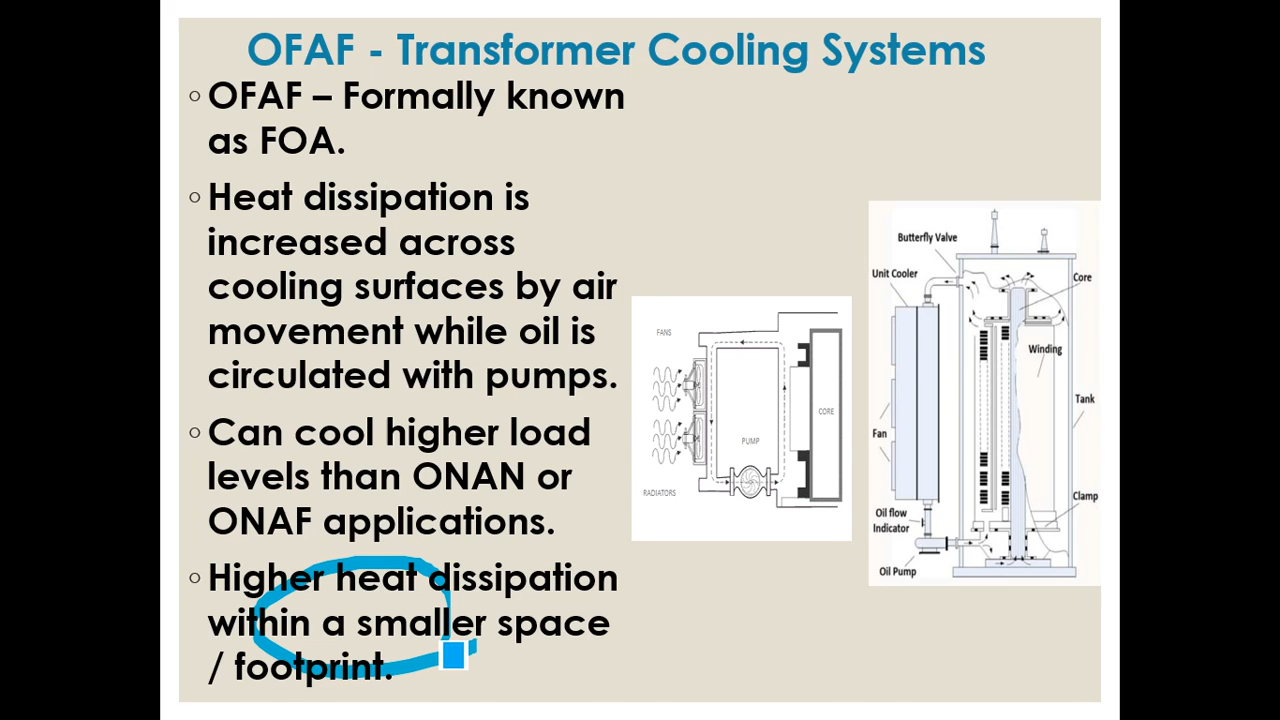 OFAF - Transformer Cooling Systems
◦ OFAF – Formally known
as FOA.
◦ Heat dissipation is
increased across
cooling surfaces by air
movement while oil is
circulated with pumps.
◦ Can cool higher load
levels than ONAN or
ONAF applications.
◦ Higher heat dissipation
within a smaller space
/ footprint.
FANS
CORE
PUMP
RADIATORS
Butterfly Valve
Unit Cooler
Core
Winding
Tank
Fan
Clamp
Oil flow
Indicator
Oil Pump